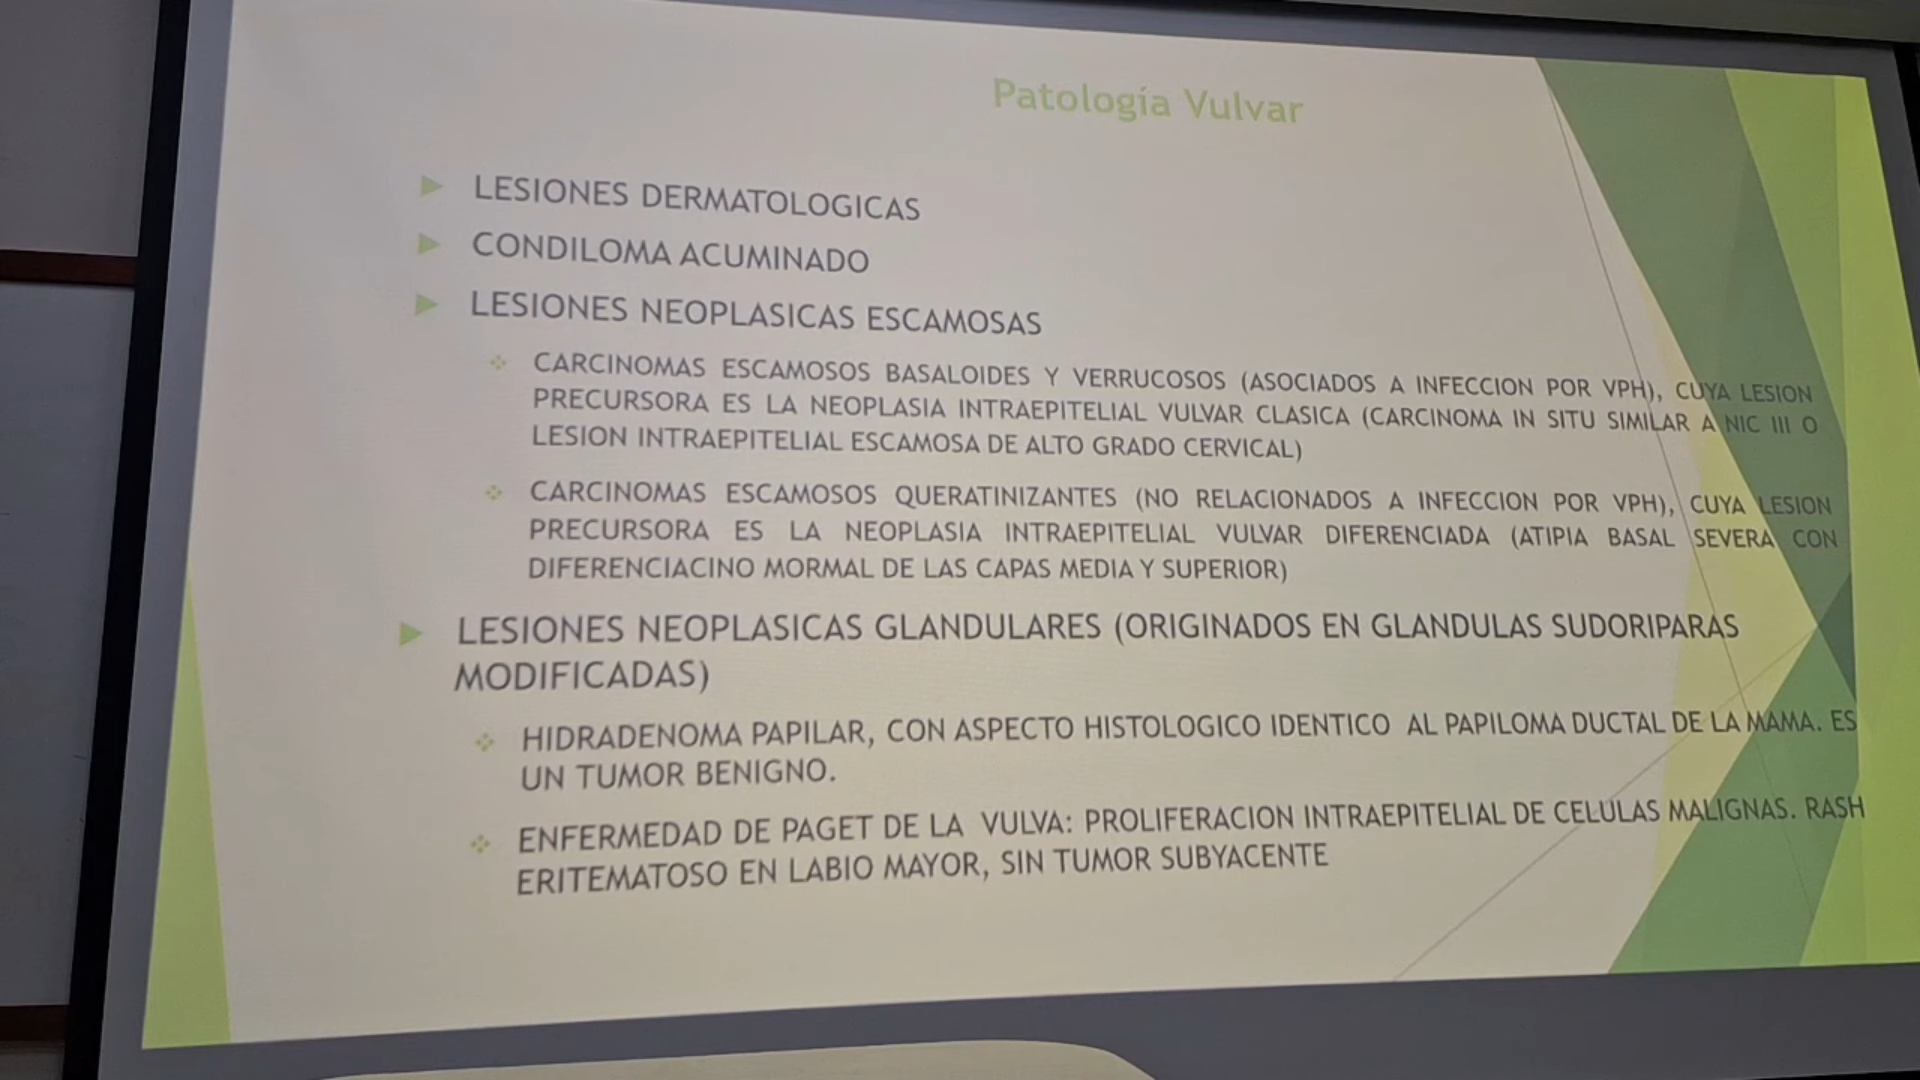 Patología Vulvar
LESIONES DERMATOLOGICAS
CONDILOMA ACUMINADO
LESIONES NEOPLASICAS ESCAMOSAS
CARCINOMAS ESCAMOSOS BASALOIDES Y VERRUCOSOS (ASOCIADOS A INFECCION POR VPH), CUYA LESION
PRECURSORA ES LA NEOPLASIA INTRAEPITELIAL VULVAR CLASICA (CARCINOMA IN SITU SIMILAR A NIC III O
LESION INTRAEPITELIAL ESCAMOSA DE ALTO GRADO CERVICAL)
CARCINOMAS ESCAMOSOS QUERATINIZANTES (NO RELACIONADOS A INFECCION POR VPH), CUYA LESION
PRECURSORA ES LA NEOPLASIA INTRAEPITELIAL VULVAR DIFERENCIADA (ATIPIA BASAL SEVERA CON
DIFERENCIACINO MORMAL DE LAS CAPAS MEDIA Y SUPERIOR)
LESIONES NEOPLASICAS GLANDULARES (ORIGINADOS EN GLANDULAS SUDORIPARAS
MODIFICADAS)
HIDRADENOMA PAPILAR, CON ASPECTO HISTOLOGICO IDENTICO AL PAPILOMA DUCTAL DE LA MAMA. ES
UN TUMOR BENIGNO.
ENFERMEDAD DE PAGET DE LA VULVA: PROLIFERACION INTRAEPITELIAL DE CELULAS MALIGNAS. RASH
ERITEMATOSO EN LABIO MAYOR, SIN TUMOR SUBYACENTE